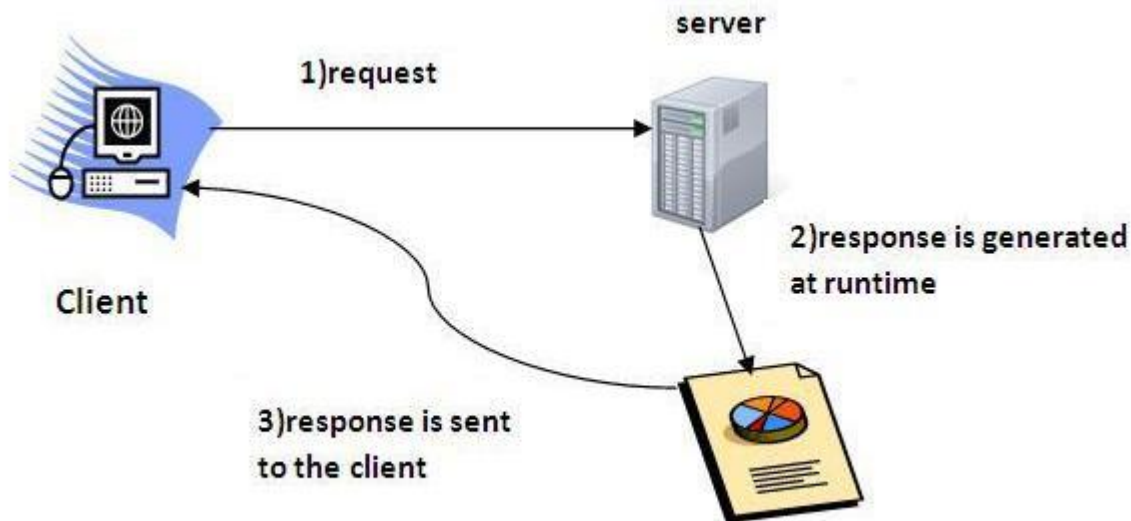 server
1)request
2)response is generated
at runtime
Client
3)response is sent
to the client